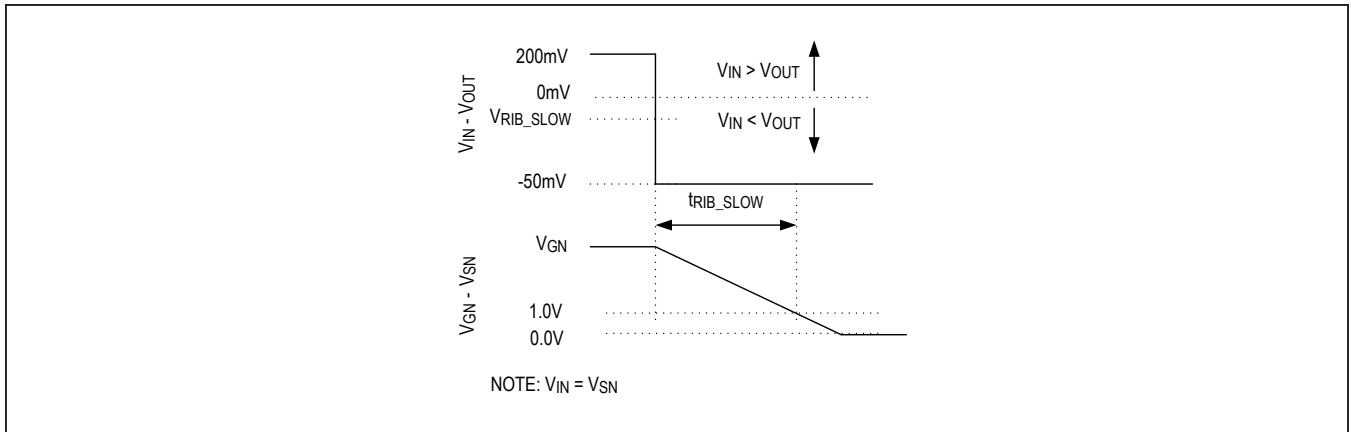 200mV
VIN > VOUT
0mV
VIN - VOUT
VRIB_SLOW
VIN < VOUT
-50mV
tRIB_SLOW
VGN
VGN - VSN
1.0V
0.0V
NOTE: VIN = VSN